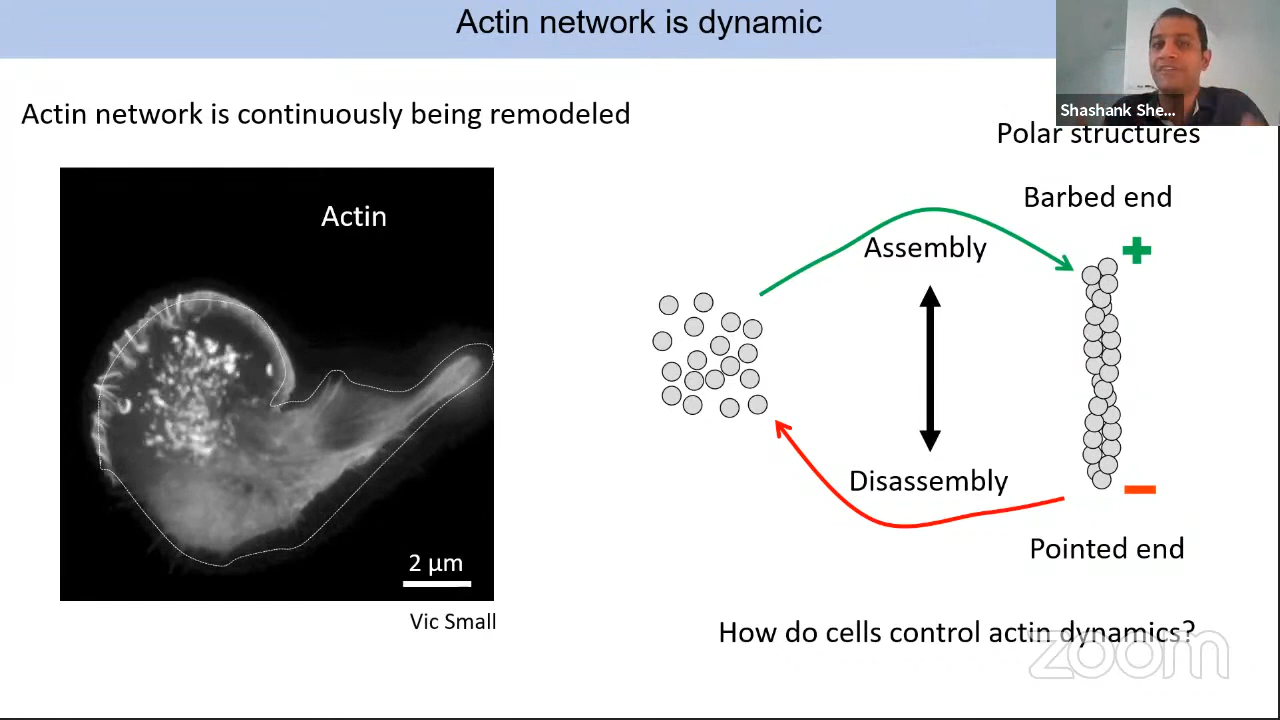 Actin network is dynamic
Shashank She...
Actin network is continuously being remodeled
Polar structures
Barbed end
Actin
Assembly
Disassembly
Pointed end
2 µm
Vic Small
How do cells control actin dynamics?
zoom